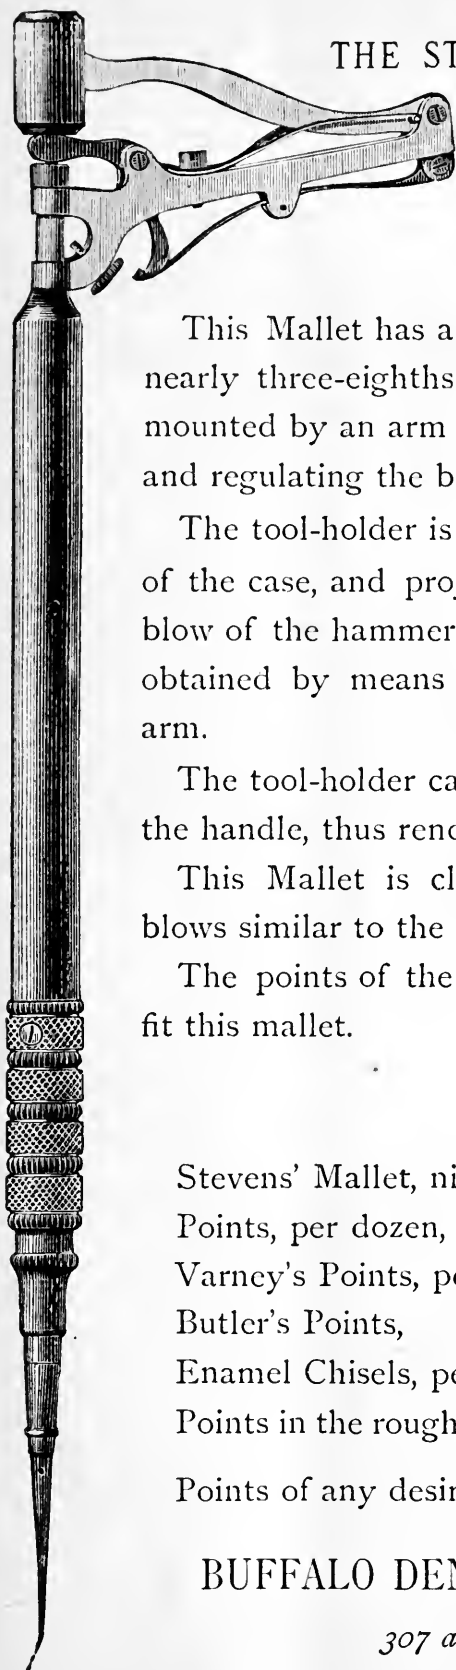 THE ST
This Mallet has a
nearly three-eighths
mounted by an arm
and regulating the b
The tool-holder is
of the case, and proj
blow of the hammer
obtained by means
arm.
The tool-holder ca
the handle, thus rend
This Mallet is cl
blows similar to the
The points of the
fit this mallet.
Stevens' Mallet, ni
Points, per dozen,
Varney's Points, pe
Butler's Points,
Enamel Chisels, pe
Points in the rough
Points of any desir
BUFFALO DEN
307 a